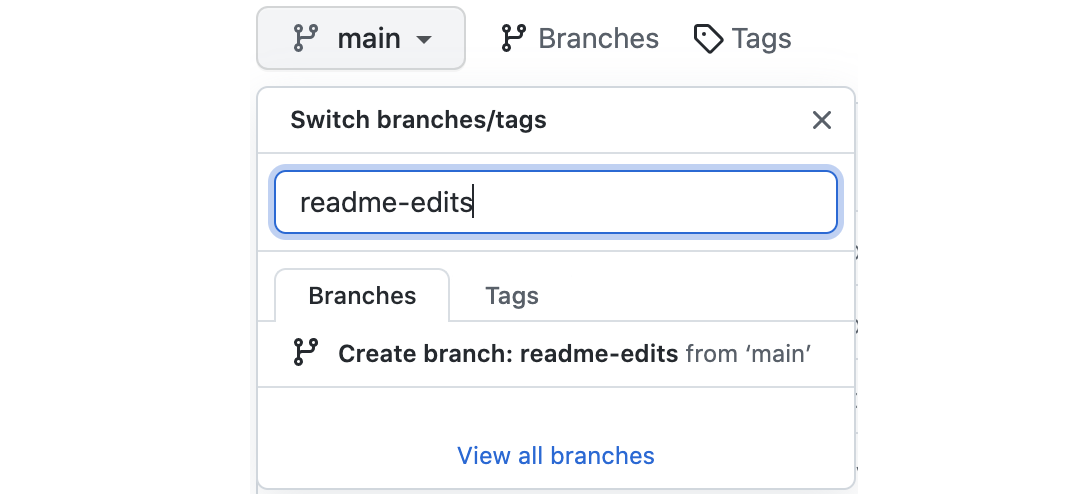 main Branches Tags
Switch branches/tags
readme-edits
Branches Tags
Create branch: readme-edits from ‘main’
View all branches